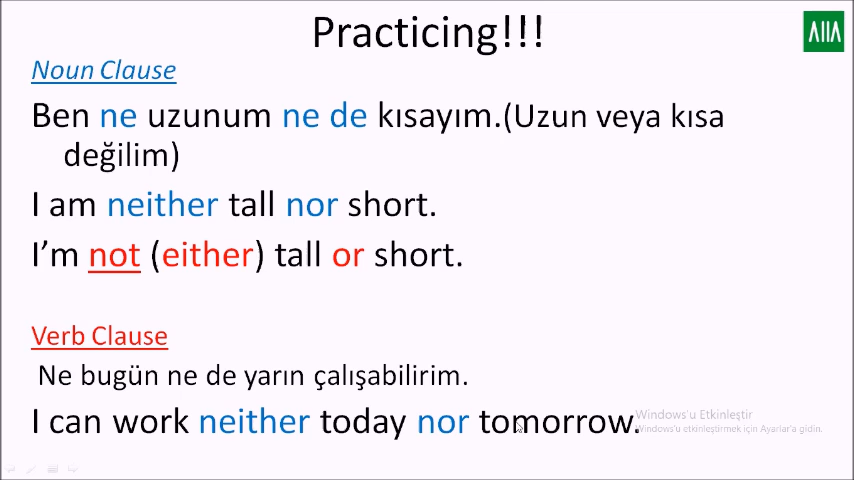 Practicing!!!
AIIA
Noun Clause
Ben ne uzunum ne de kısayım.(Uzun veya kısa
değilim)
I am neither tall nor short.
I’m not (either) tall or short.
Verb Clause
Ne bugün ne de yarın çalışabilirim.
I can work neither today nor tomorrow.
Windows'u Etkinleştir
Windows'u etkinleştirmek için Ayarlar'a gidin.